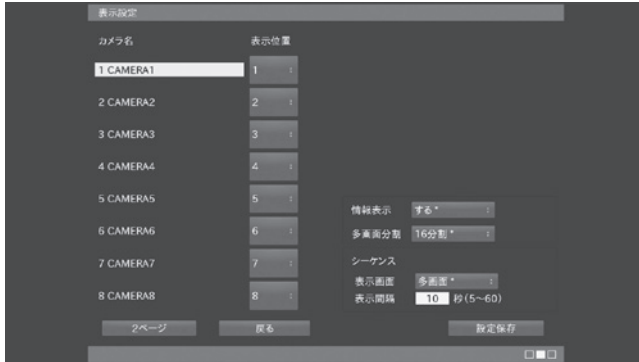 表示設定
カメラ名 表示位置
1 CAMERA1 1
2 CAMERA2 2
3 CAMERA3 3
4 CAMERA4 4
5 CAMERA5 5
6 CAMERA6 6
7 CAMERA7 7
8 CAMERA8 8
情報表示 する*
多画面分割 16分割*
シーケンス
表示画面 多画面*
表示間隔 10 秒(5~60)
2ページ 戻る 設定保存